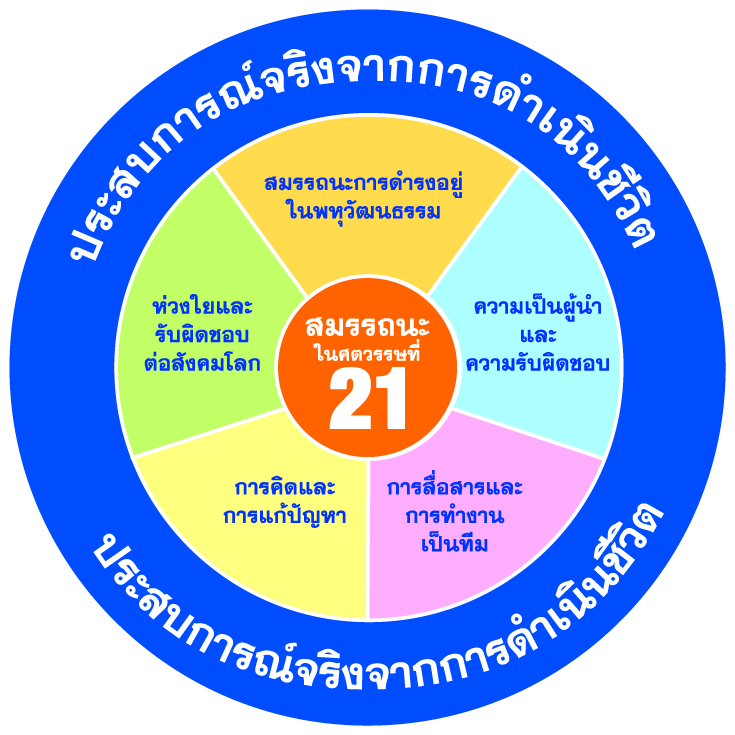 ประสบการณ์จริงจากการดำเนินชีวิต
สมรรถนะการดำรงอยู่
ในพหุวัฒนธรรม
ห่วงใยและ
รับผิดชอบ
ต่อสังคมโลก
สมรรถนะ
ในศตวรรษที่
21
ความเป็นผู้นำ
และ
ความรับผิดชอบ
การคิดและ
การแก้ปัญหา
การสื่อสารและ
การทำงาน
เป็นทีม
ประสบการณ์จริงจากการดำเนินชีวิต